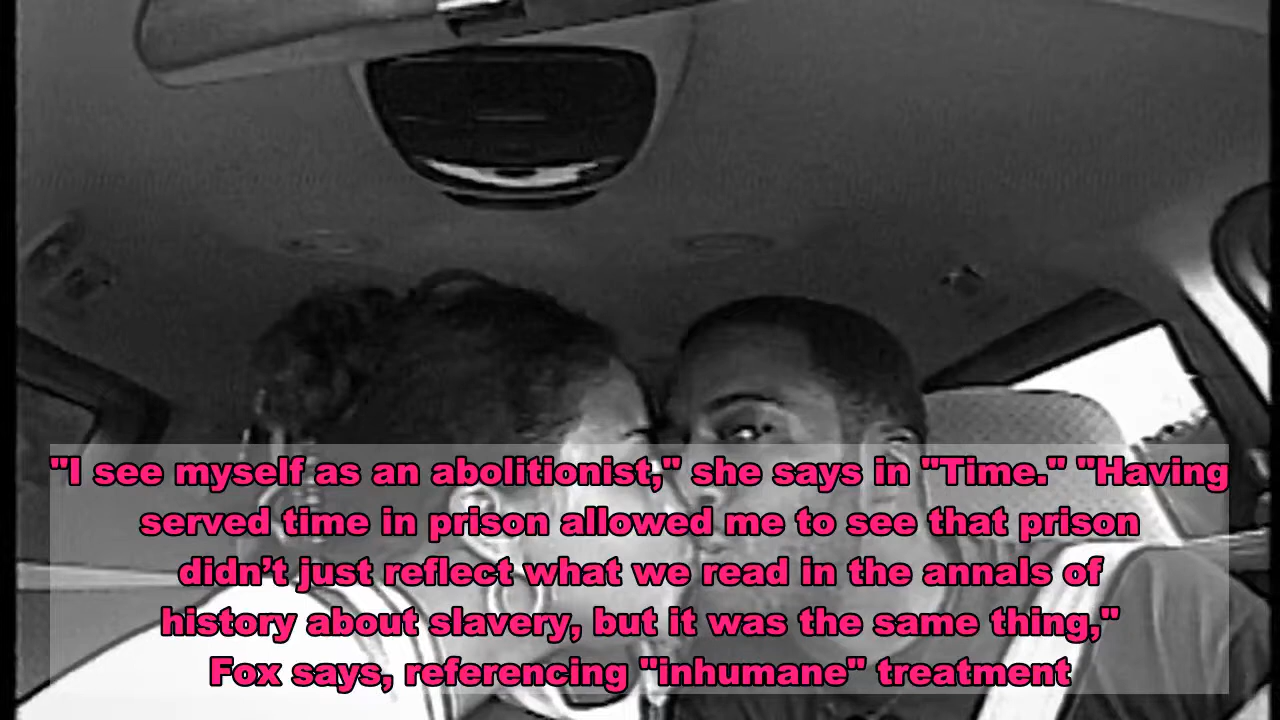 "I see myself as an abolitionist," she says in "Time." "Having
served time in prison allowed me to see that prison
didn’t just reflect what we read in the annals of
history about slavery, but it was the same thing,"
Fox says, referencing "inhumane" treatment